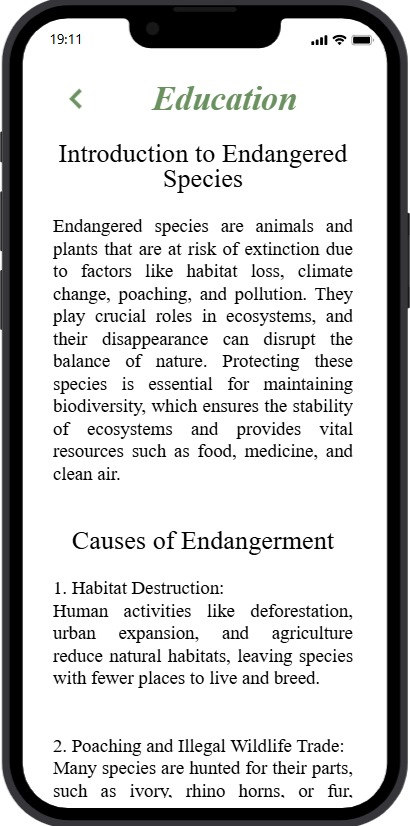 19:11
Education
Introduction to Endangered
Species
Endangered species are animals and
plants that are at risk of extinction due
to factors like habitat loss, climate
change, poaching, and pollution. They
play crucial roles in ecosystems, and
their disappearance can disrupt the
balance of nature. Protecting these
species is essential for maintaining
biodiversity, which ensures the stability
of ecosystems and provides vital
resources such as food, medicine, and
clean air.
Causes of Endangerment
1. Habitat Destruction:
Human activities like deforestation,
urban expansion, and agriculture
reduce natural habitats, leaving species
with fewer places to live and breed.
2. Poaching and Illegal Wildlife Trade:
Many species are hunted for their parts,
such as ivory, rhino horns, or fur,